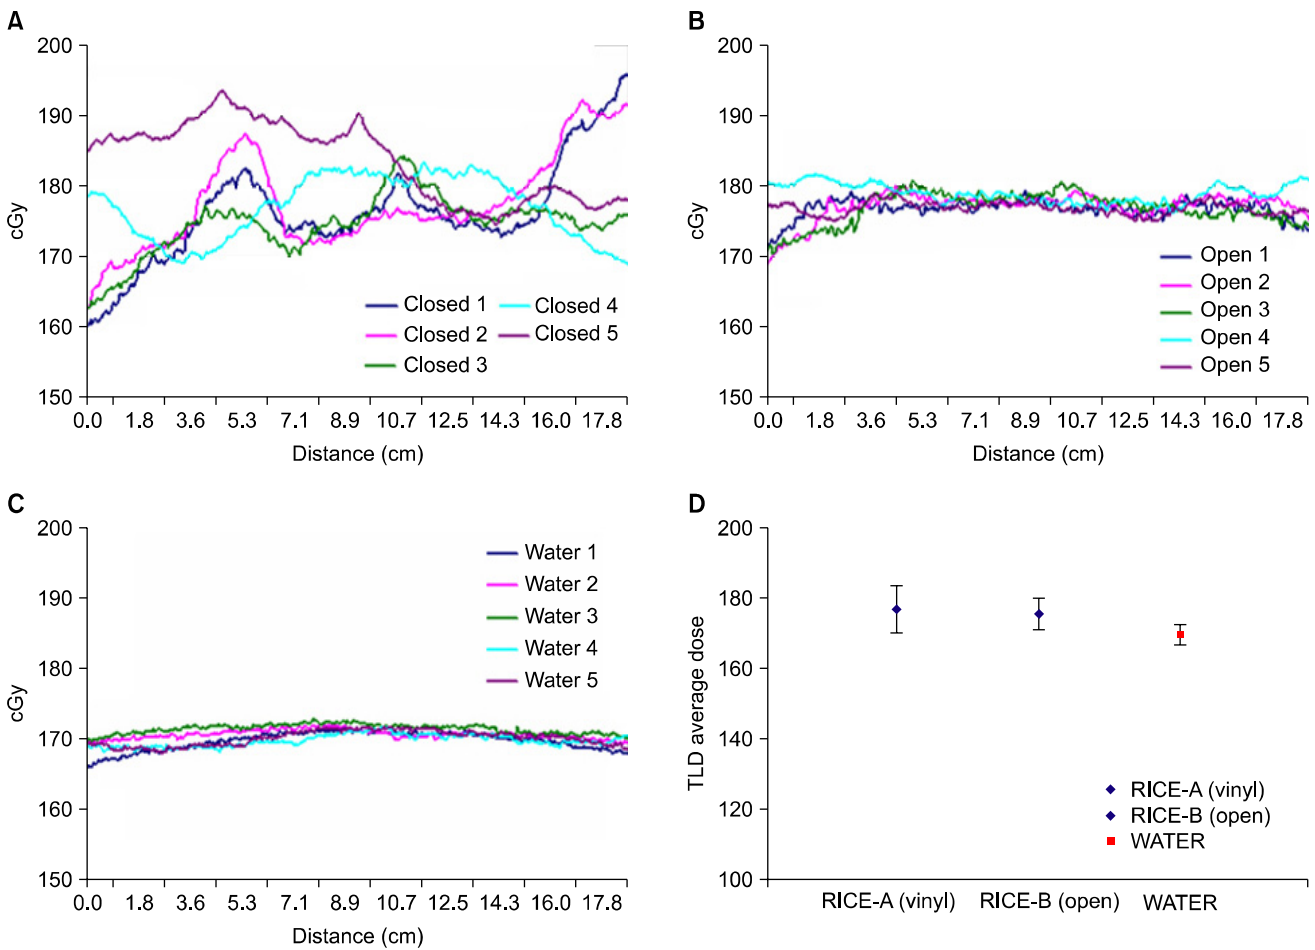 A
200
190
180
170
160
150
cGy
Closed 1
Closed 2
Closed 3
Closed 4
Closed 5
0.0 1.8 3.6 5.3 7.1 8.9 10.7 12.5 14.3 16.0 17.8
Distance (cm)
B
200
190
180
170
160
150
cGy
Open 1
Open 2
Open 3
Open 4
Open 5
0.0 1.8 3.6 5.3 7.1 8.9 10.7 12.5 14.3 16.0 17.8
Distance (cm)
C
200
190
180
170
160
150
cGy
Water 1
Water 2
Water 3
Water 4
Water 5
0.0 1.8 3.6 5.3 7.1 8.9 10.7 12.5 14.3 16.0 17.8
Distance (cm)
D
200
180
160
140
120
100
TLD average dose
RICE-A (vinyl)
RICE-B (open)
WATER
RICE-A (vinyl) RICE-B (open) WATER